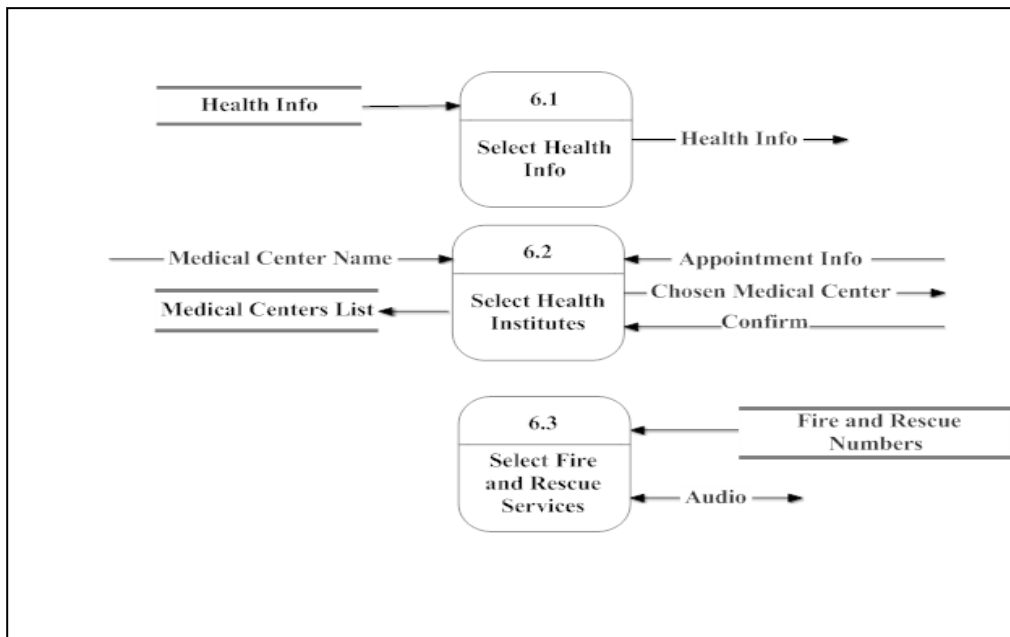 Health Info
6.1
Select Health
Info
Health Info
Medical Center Name
6.2
Select Health
Institutes
Appointment Info
Chosen Medical Center
Confirm
Medical Centers List
6.3
Select Fire
and Rescue
Services
Fire and Rescue
Numbers
Audio